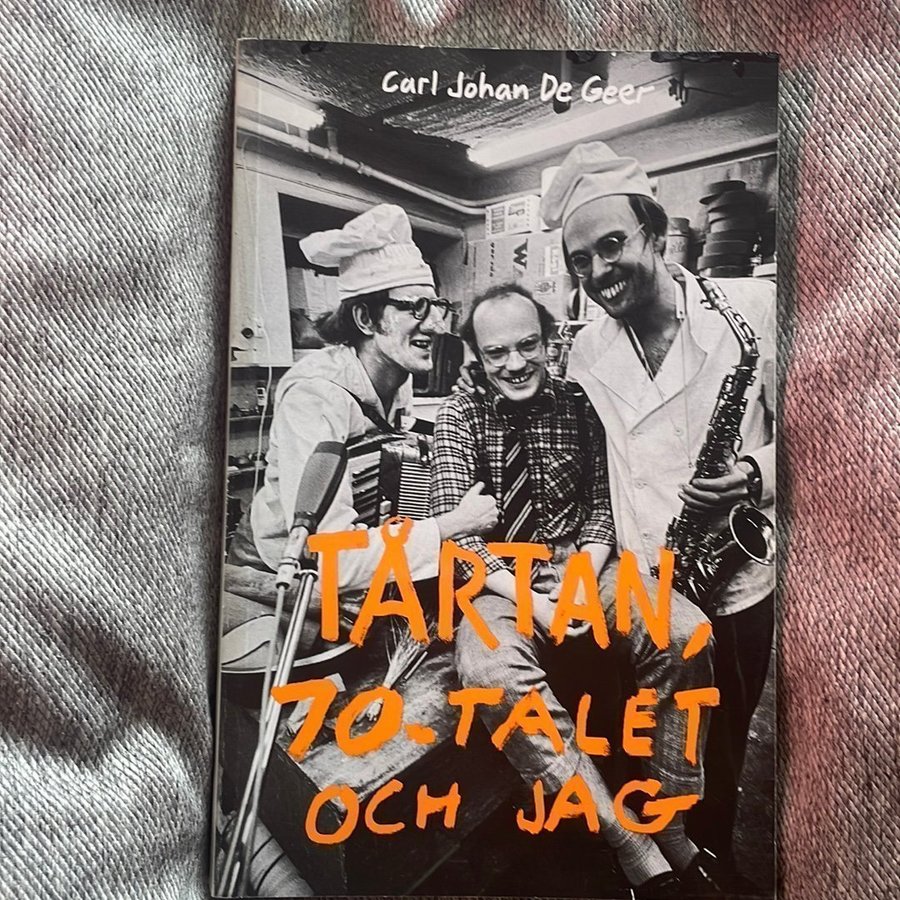 Carl Johan De Geer
TÅRTAN,
70-TALET
OCH JAG